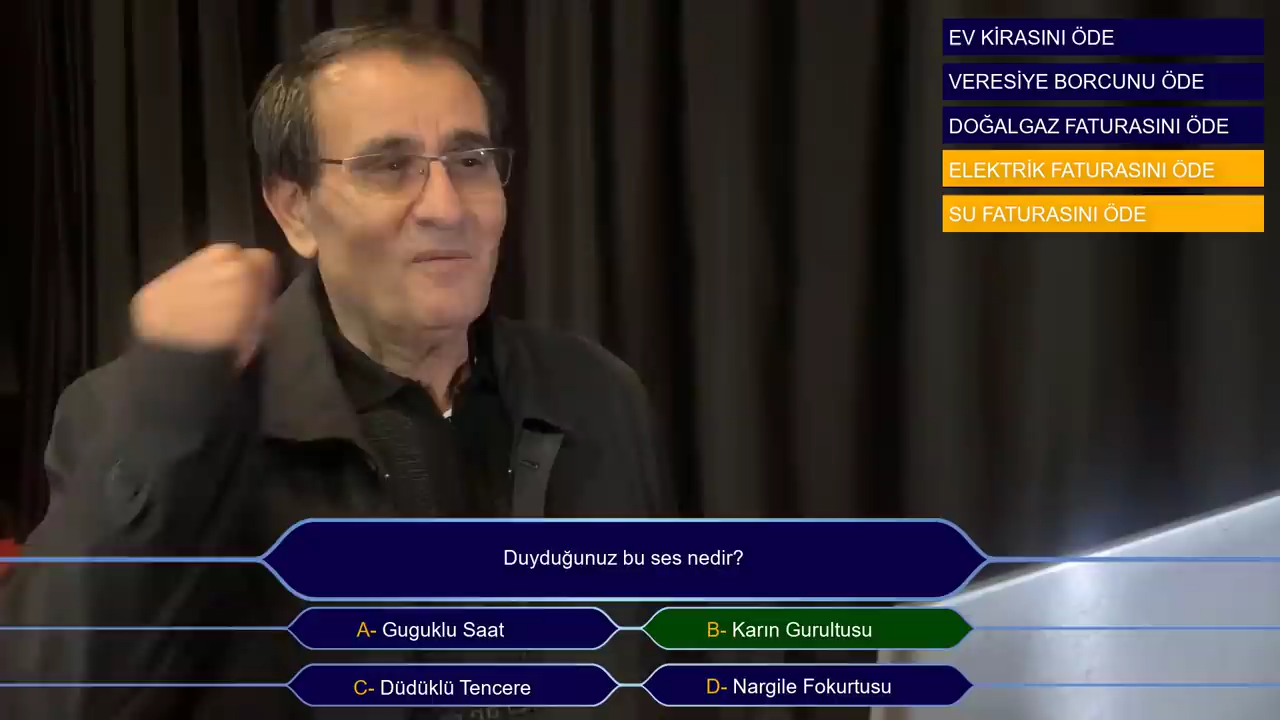 EV KİRASINI ÖDE
VERESİYE BORCUNU ÖDE
DOĞALGAZ FATURASINI ÖDE
ELEKTRİK FATURASINI ÖDE
SU FATURASINI ÖDE
Duyduğunuz bu ses nedir?
A- Guguklu Saat
B- Karın Gurultusu
C- Düdüklü Tencere
D- Nargile Fokurtusu